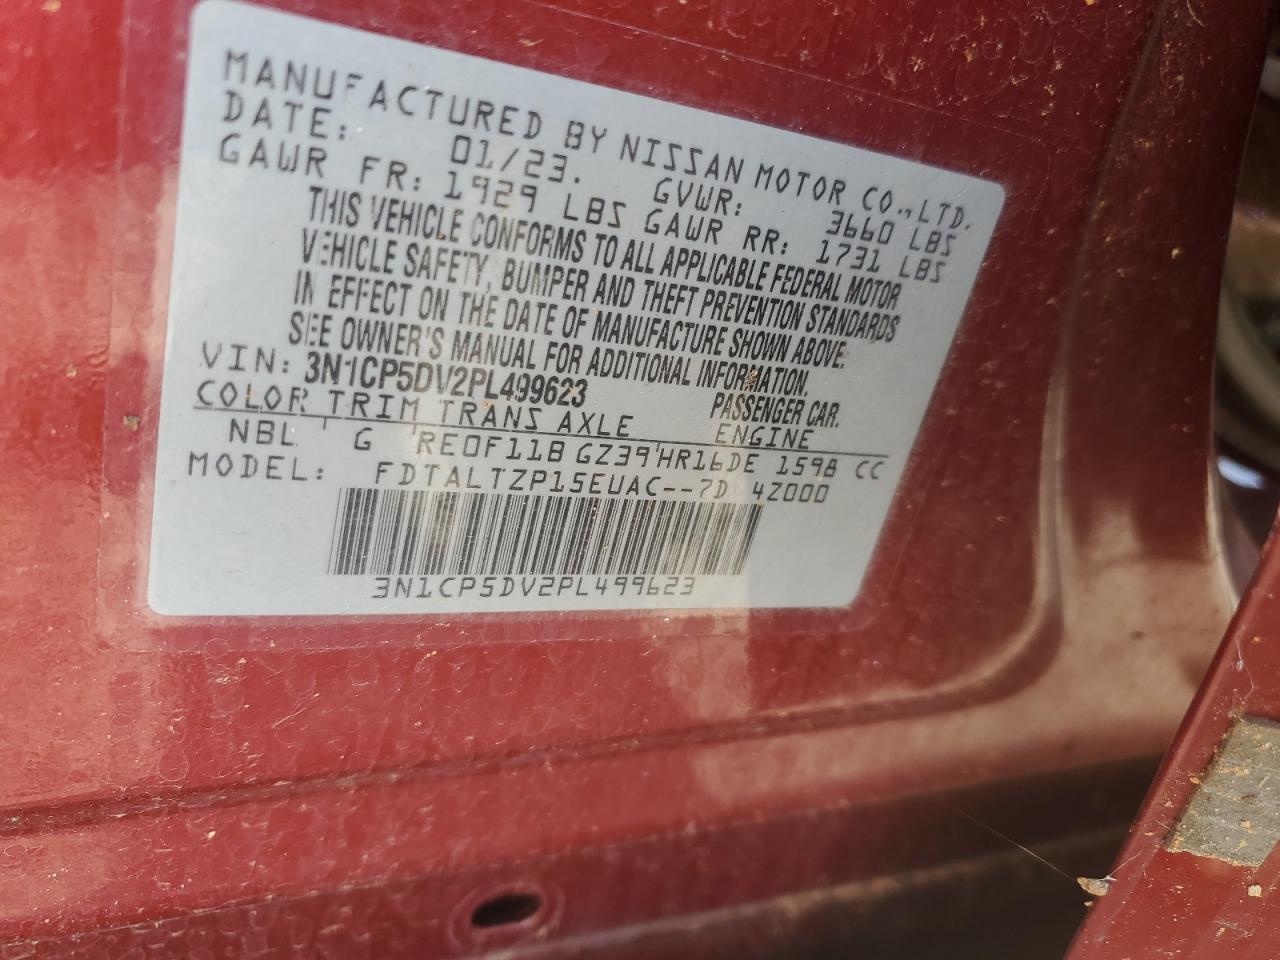 MANUFACTURED BY NISSAN MOTOR CO.,LTD.
DATE: 01/23. GVWR: 3660 LBS
GAWR FR: 1929 LBS GAWR RR: 1731 LBS
THIS VEHICLE CONFORMS TO ALL APPLICABLE FEDERAL MOTOR
VEHICLE SAFETY, BUMPER AND THEFT PREVENTION STANDARDS
IN EFFECT ON THE DATE OF MANUFACTURE SHOWN ABOVE.
SEE OWNER'S MANUAL FOR ADDITIONAL INFORMATION.
VIN: 3N1CP5DV2PL499623 PASSENGER CAR.
COLOR TRIM TRANS AXLE ENGINE
NBL G RE0F11B GZ39 HR16DE 1598 CC
MODEL: FDTALTZP15EUAC--7D 4Z000
3N1CP5DV2PL499623